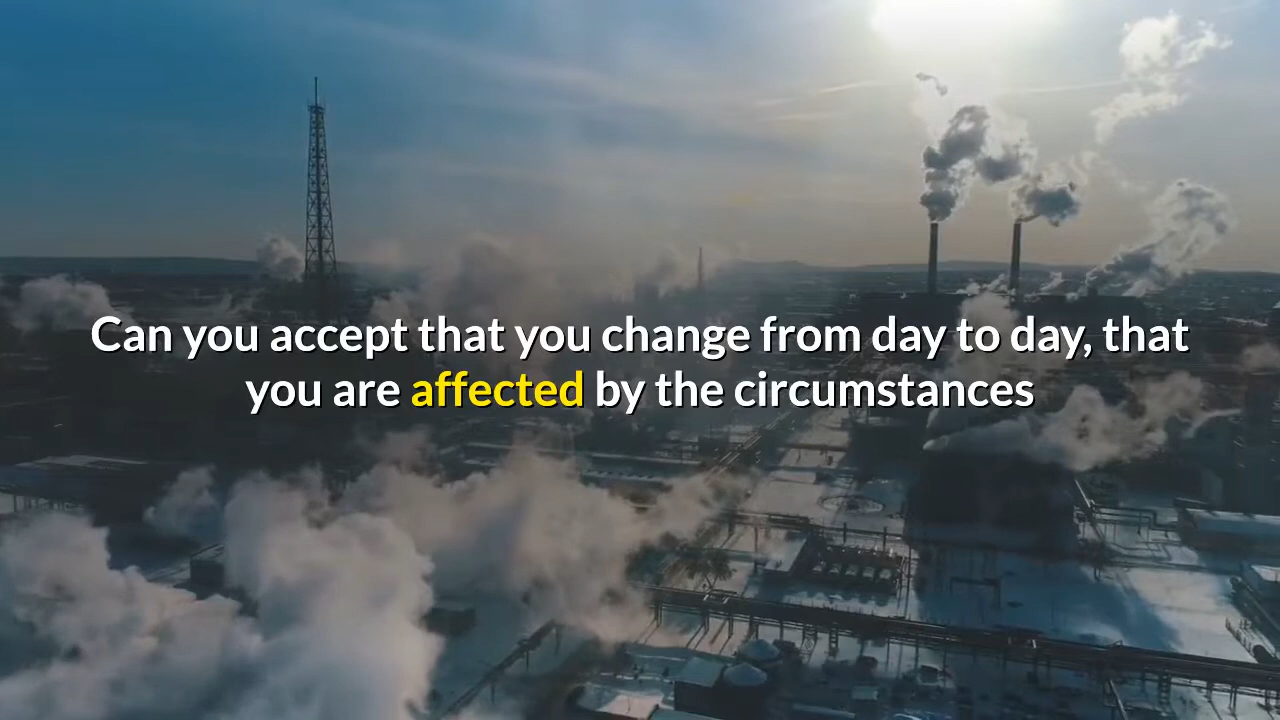 Can you accept that you change from day to day, that
you are affected by the circumstances